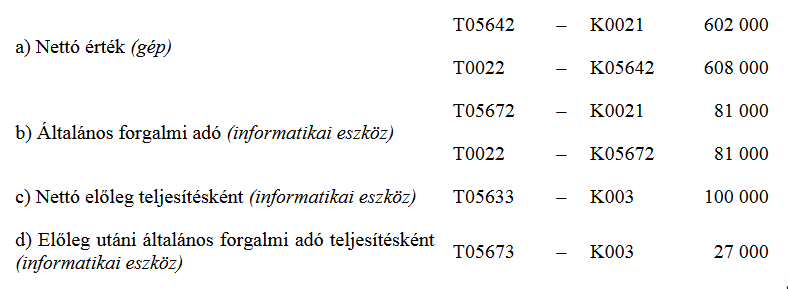 T05642 – K0021 602 000
a) Nettó érték (gép)
T0022 – K05642 608 000
T05672 – K0021 81 000
b) Általános forgalmi adó (informatikai eszköz)
T0022 – K05672 81 000
c) Nettó előleg teljesítésként (informatikai eszköz) T05633 – K003 100 000
d) Előleg utáni általános forgalmi adó teljesítésként
(informatikai eszköz) T05673 – K003 27 000